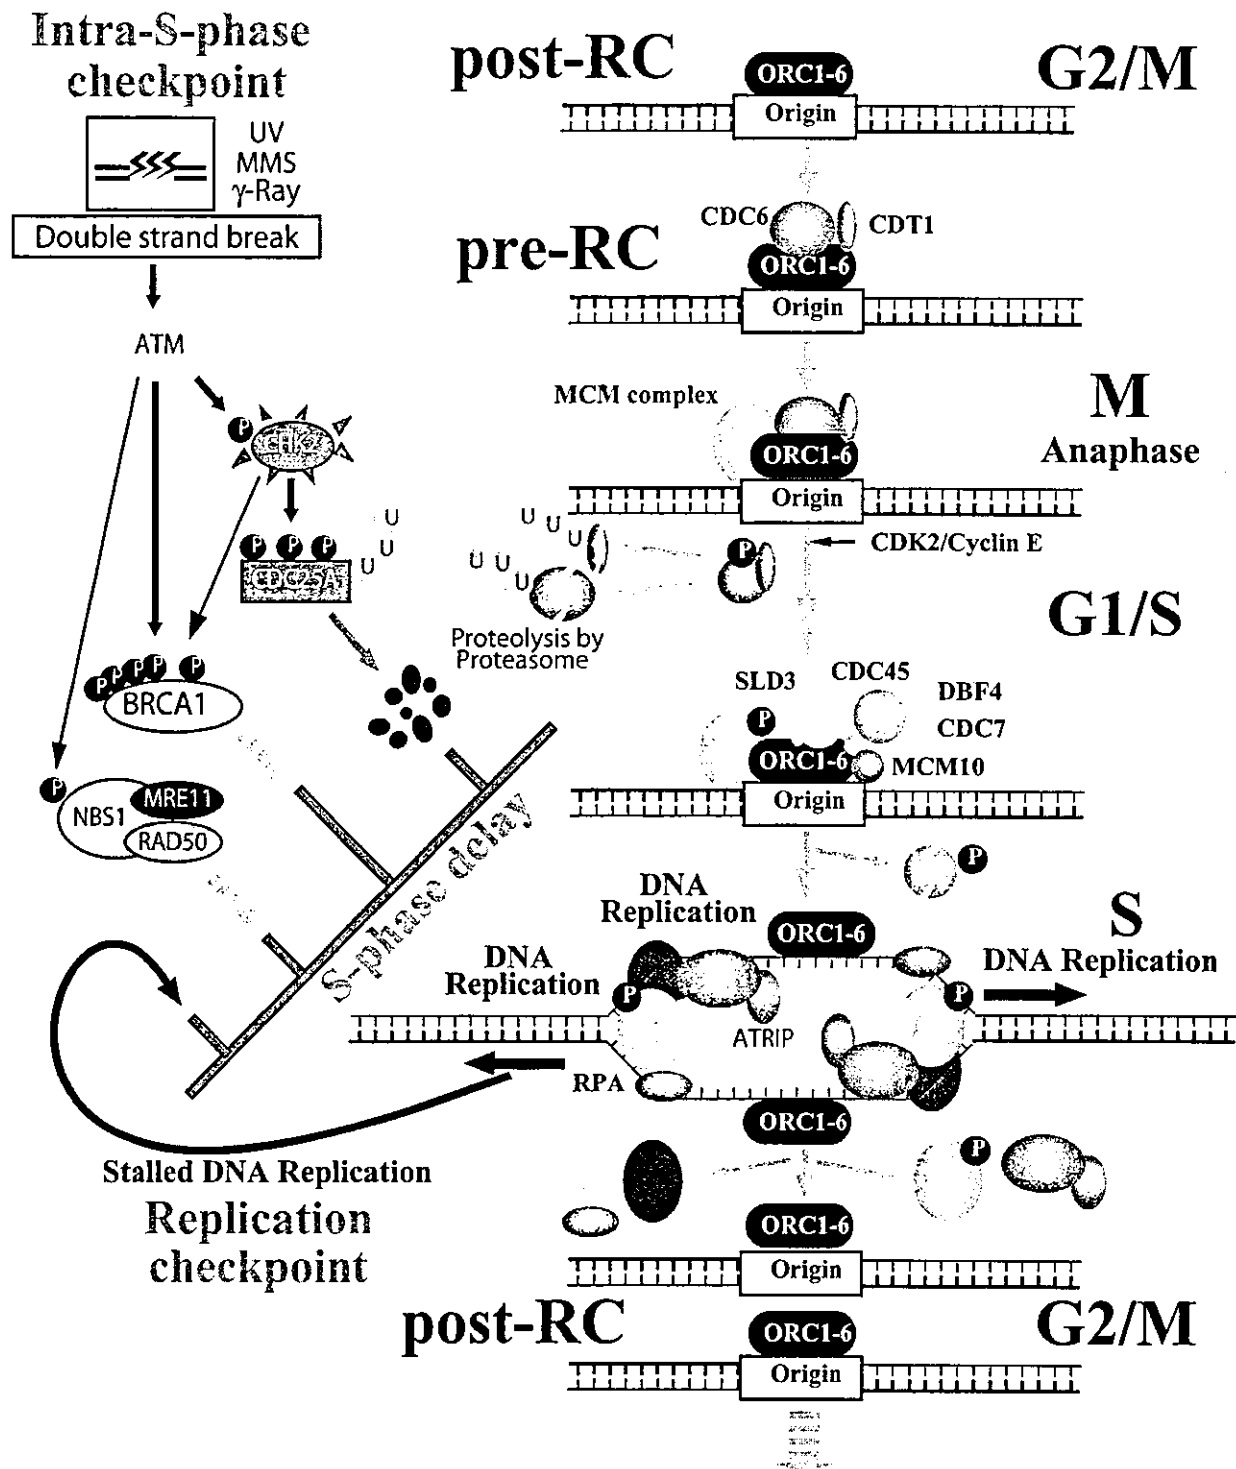 Intra-S-phase
checkpoint
UV
MMS
γ-Ray
Double strand break
ATM
P
CHK2
P P P
CDC25A
U
U
U
P P P P P
BRCA1
P
NBS1
MRE11
RAD50
S-phase delay
Stalled DNA Replication
Replication
checkpoint
post-RC
ORC1-6
G2/M
Origin
CDC6
CDT1
pre-RC
ORC1-6
Origin
MCM complex
M
Anaphase
ORC1-6
Origin
U
U
U
U
U
U
P
CDK2/Cyclin E
Proteolysis by
Proteasome
G1/S
SLD3
CDC45
DBF4
CDC7
P
ORC1-6
MCM10
Origin
P
DNA
Replication
ORC1-6
S
DNA
Replication
DNA Replication
P
P
ATRIP
RPA
ORC1-6
P
ORC1-6
Origin
post-RC
ORC1-6
G2/M
Origin